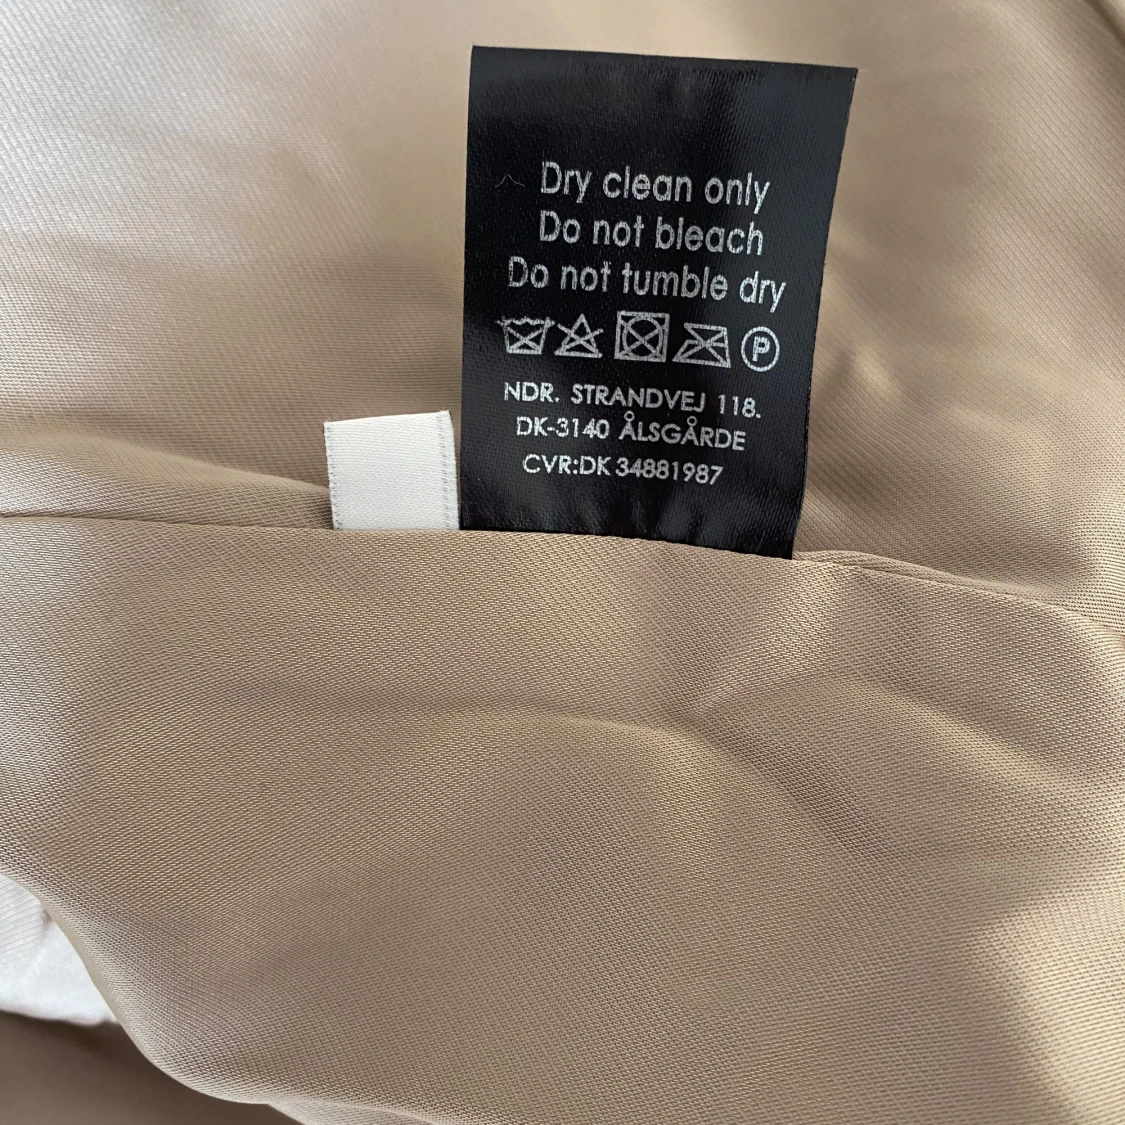 Dry clean only
Do not bleach
Do not tumble dry
P
NDR. STRANDVEJ 118.
DK-3140 ÅLSGÅRDE
CVR:DK 34881987